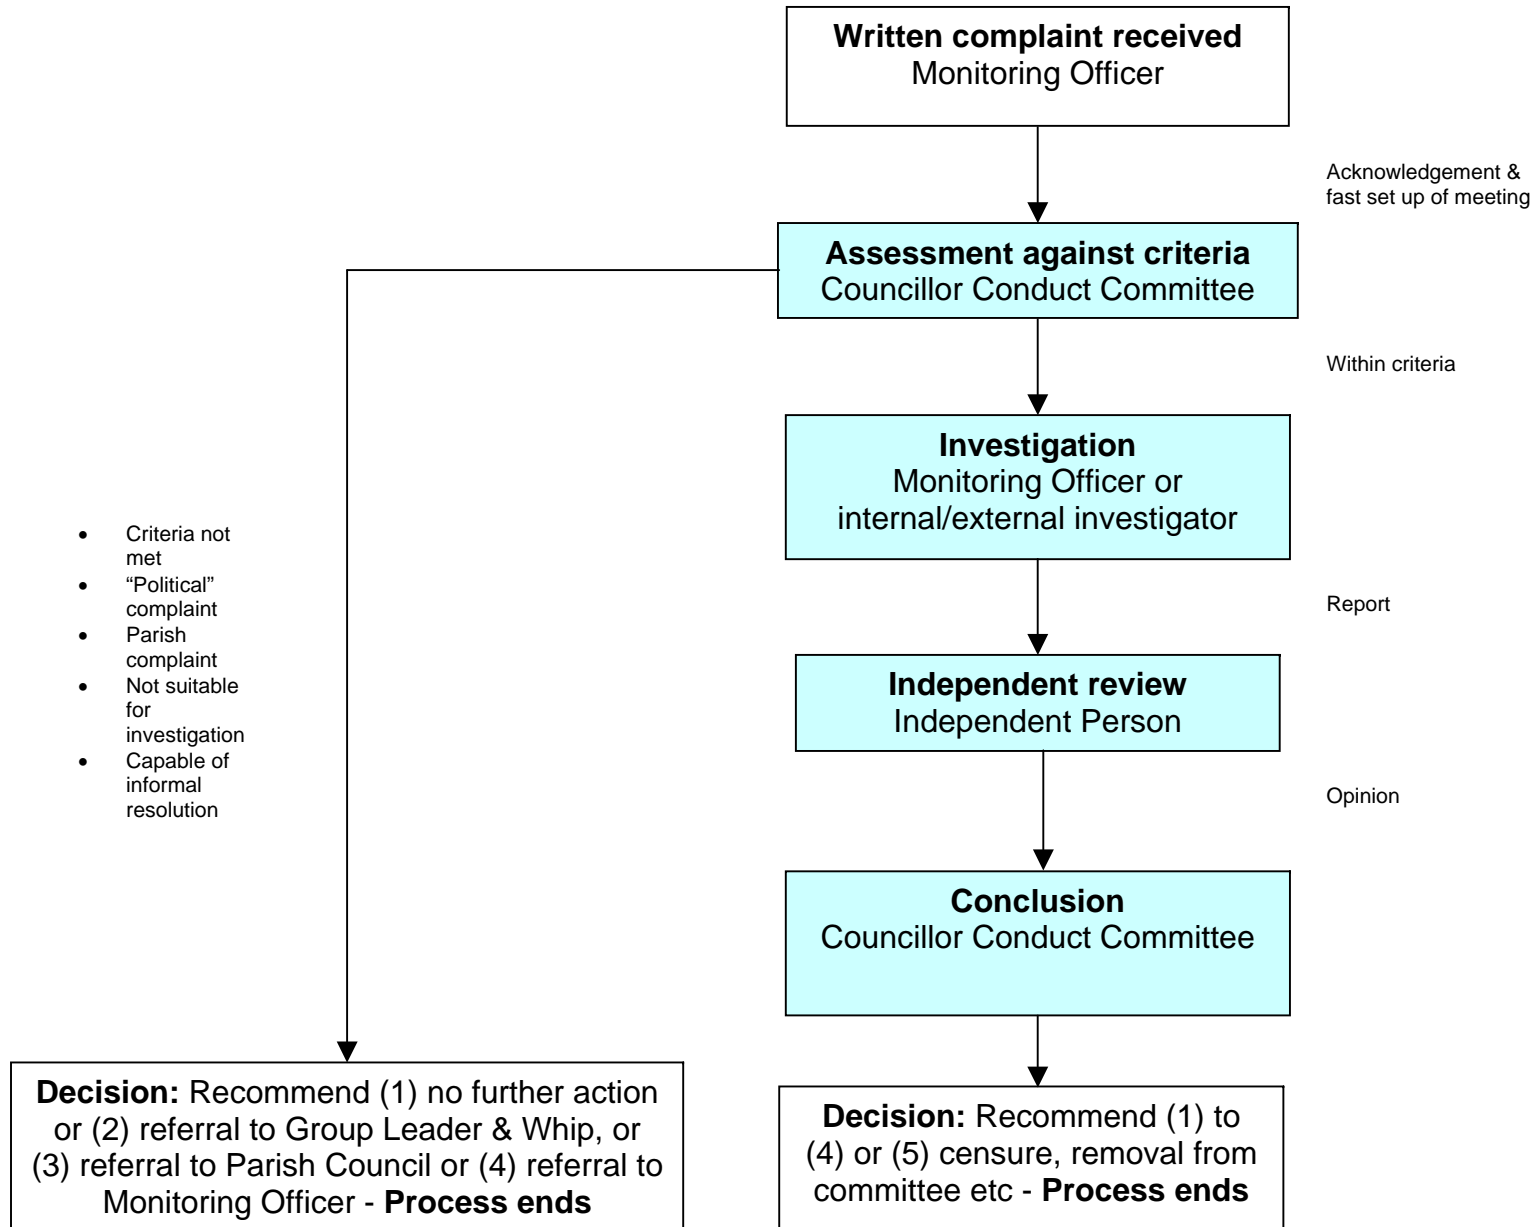 Written complaint received
Monitoring Officer
Acknowledgement &
fast set up of meeting
Assessment against criteria
Councillor Conduct Committee
Within criteria
Investigation
Monitoring Officer or
internal/external investigator
• Criteria not
met
• “Political”
complaint
• Parish
complaint
• Not suitable
for
investigation
• Capable of
informal
resolution
Report
Independent review
Independent Person
Opinion
Conclusion
Councillor Conduct Committee
Decision: Recommend (1) no further action
or (2) referral to Group Leader & Whip, or
(3) referral to Parish Council or (4) referral to
Monitoring Officer - Process ends
Decision: Recommend (1) to
(4) or (5) censure, removal from
committee etc - Process ends